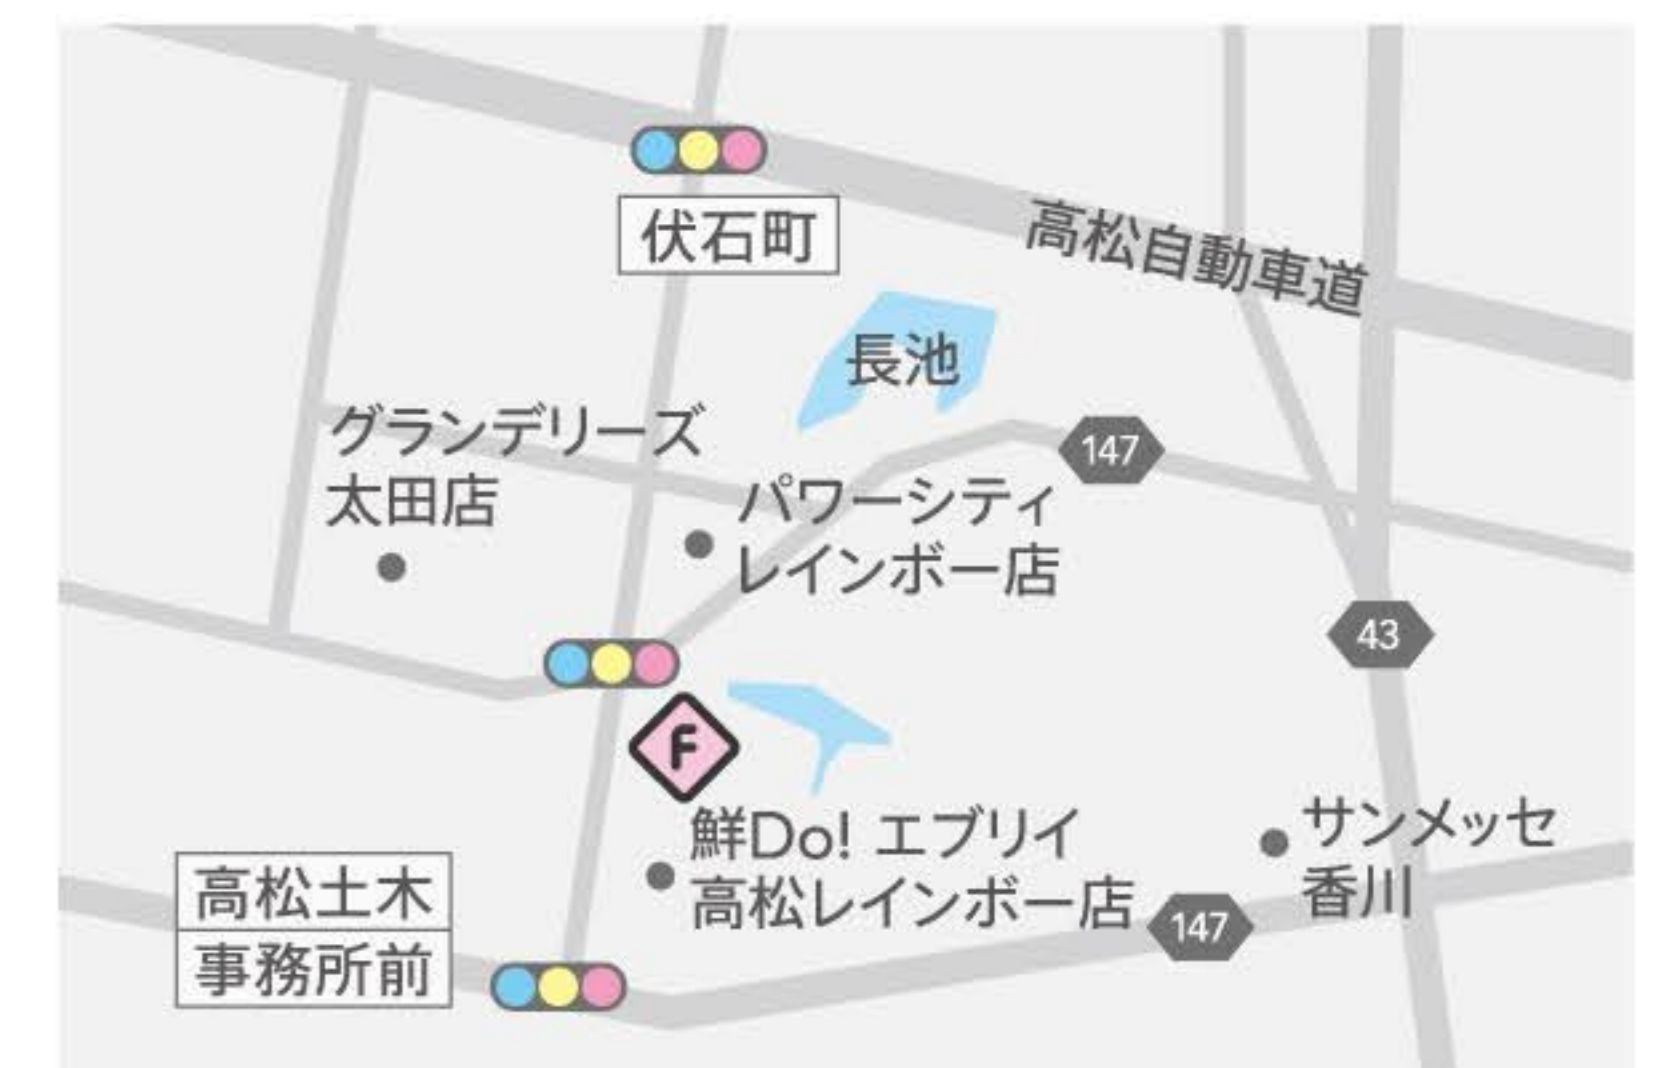 伏石町
高松自動車道
長池
グランデリーズ
太田店
147
パワーシティ
レインボー店
43
F
鮮Do! エブリイ
高松レインボー店
サンメッセ
香川
147
高松土木
事務所前